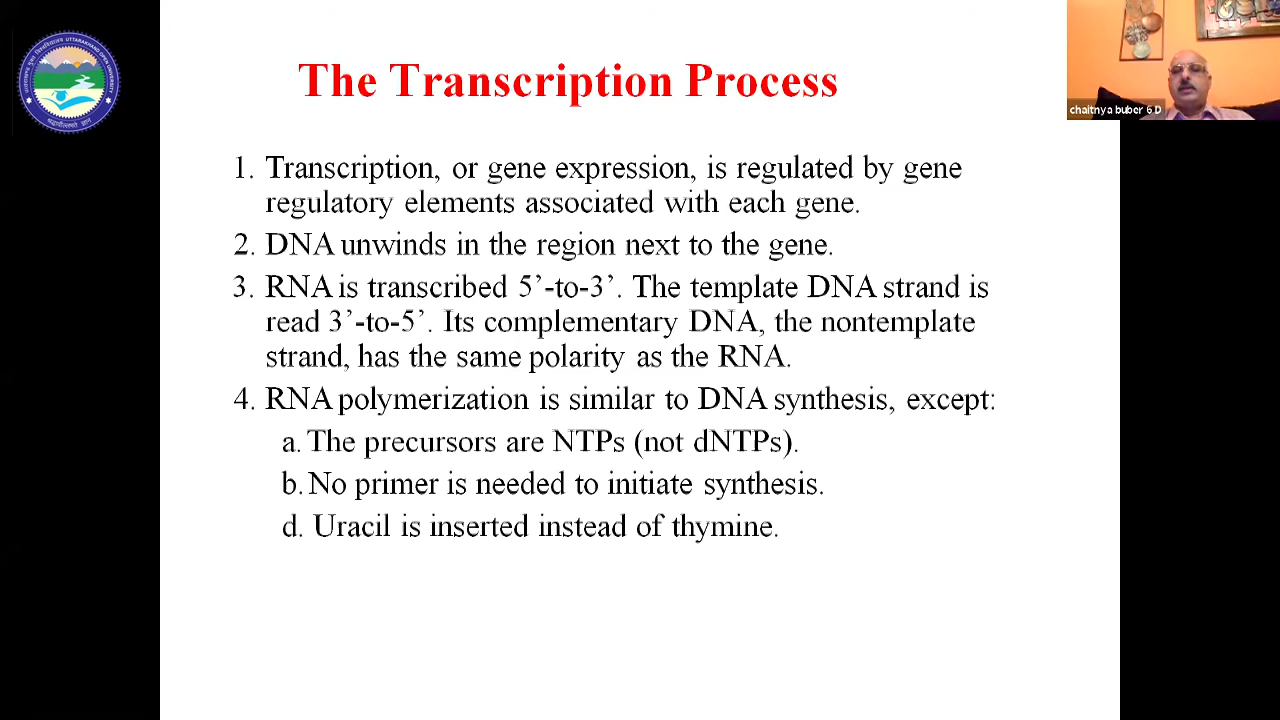 The Transcription Process
chaitnya buber 6 D
1. Transcription, or gene expression, is regulated by gene
regulatory elements associated with each gene.
2. DNA unwinds in the region next to the gene.
3. RNA is transcribed 5’-to-3’. The template DNA strand is
read 3’-to-5’. Its complementary DNA, the nontemplate
strand, has the same polarity as the RNA.
4. RNA polymerization is similar to DNA synthesis, except:
a. The precursors are NTPs (not dNTPs).
b. No primer is needed to initiate synthesis.
d. Uracil is inserted instead of thymine.
UTTARAKHAND OPEN UNIVERSITY